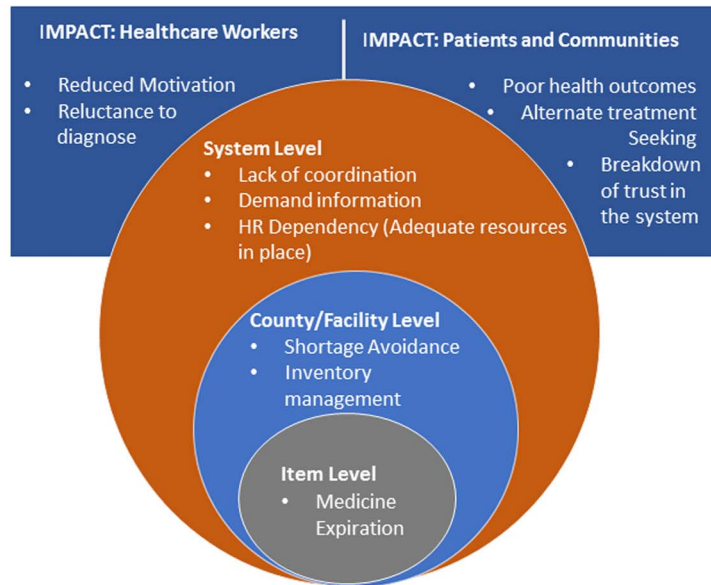 IMPACT: Healthcare Workers
• Reduced Motivation
• Reluctance to
diagnose
IMPACT: Patients and Communities
• Poor health outcomes
• Alternate treatment
Seeking
• Breakdown
of trust in
the system
System Level
• Lack of coordination
• Demand information
• HR Dependency (Adequate resources
in place)
County/Facility Level
• Shortage Avoidance
• Inventory
management
Item Level
• Medicine
Expiration